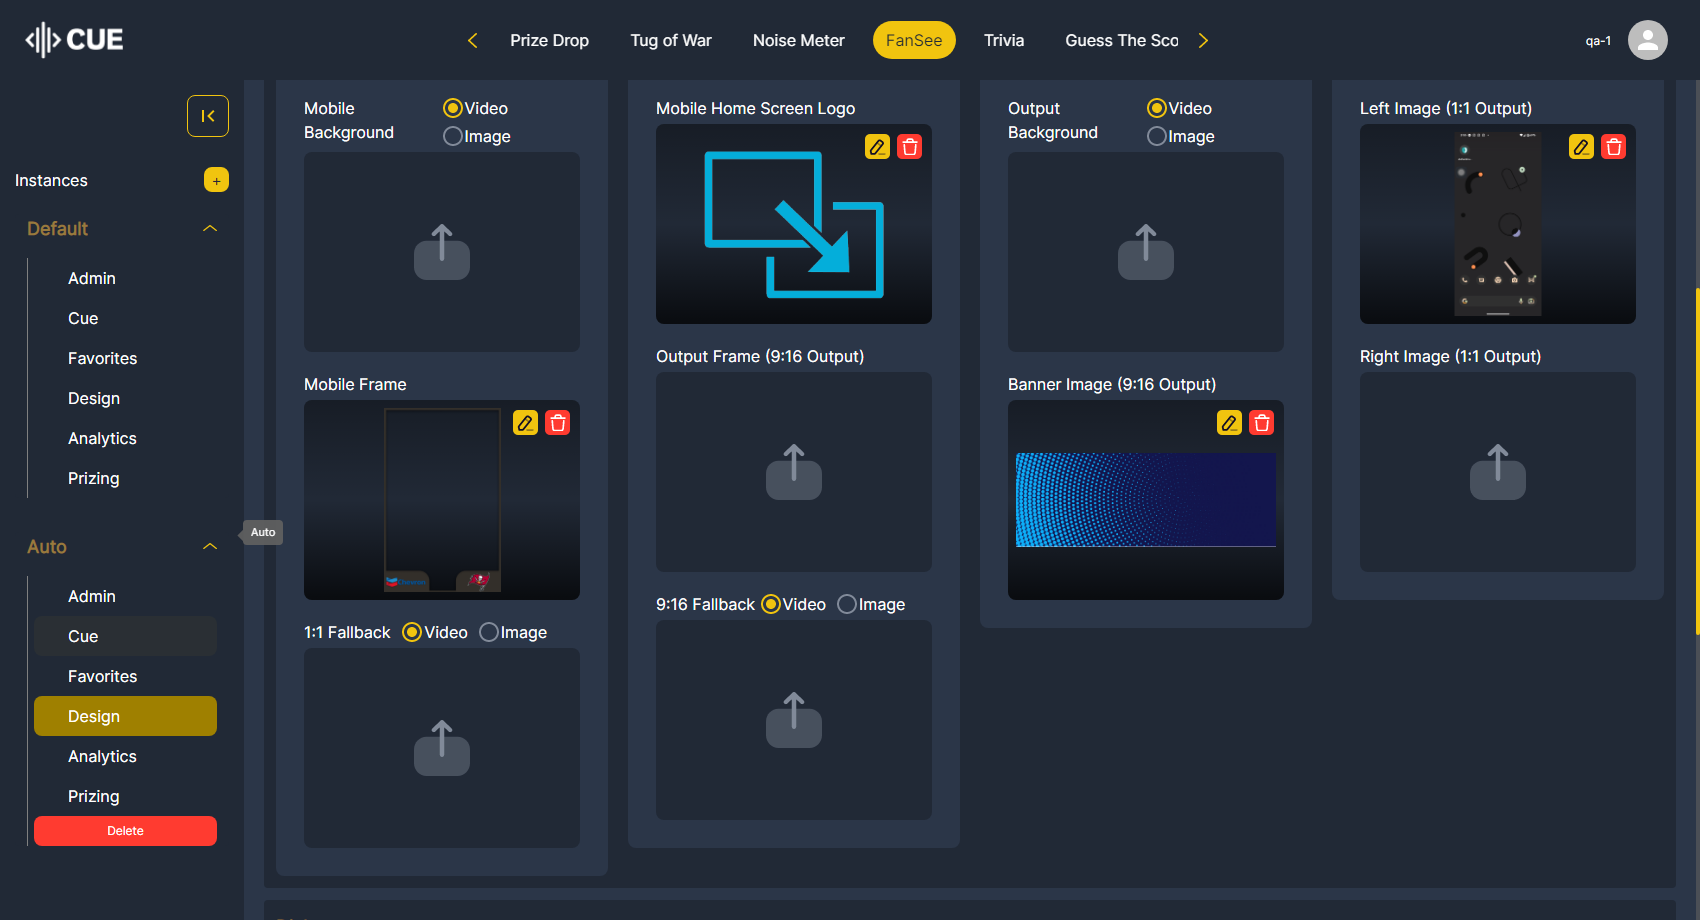 CUE
Prize Drop
Tug of War
Noise Meter
FanSee
Trivia
Guess The Sco
qa-1
Instances
+
Default
Admin
Cue
Favorites
Design
Analytics
Prizing
Auto
Auto
Admin
Cue
Favorites
Design
Analytics
Prizing
Delete
Mobile
Background
Video
Image
Mobile Frame
1:1 Fallback
Video
Image
Mobile Home Screen Logo
Output Frame (9:16 Output)
9:16 Fallback
Video
Image
Output
Background
Video
Image
Banner Image (9:16 Output)
Left Image (1:1 Output)
Right Image (1:1 Output)